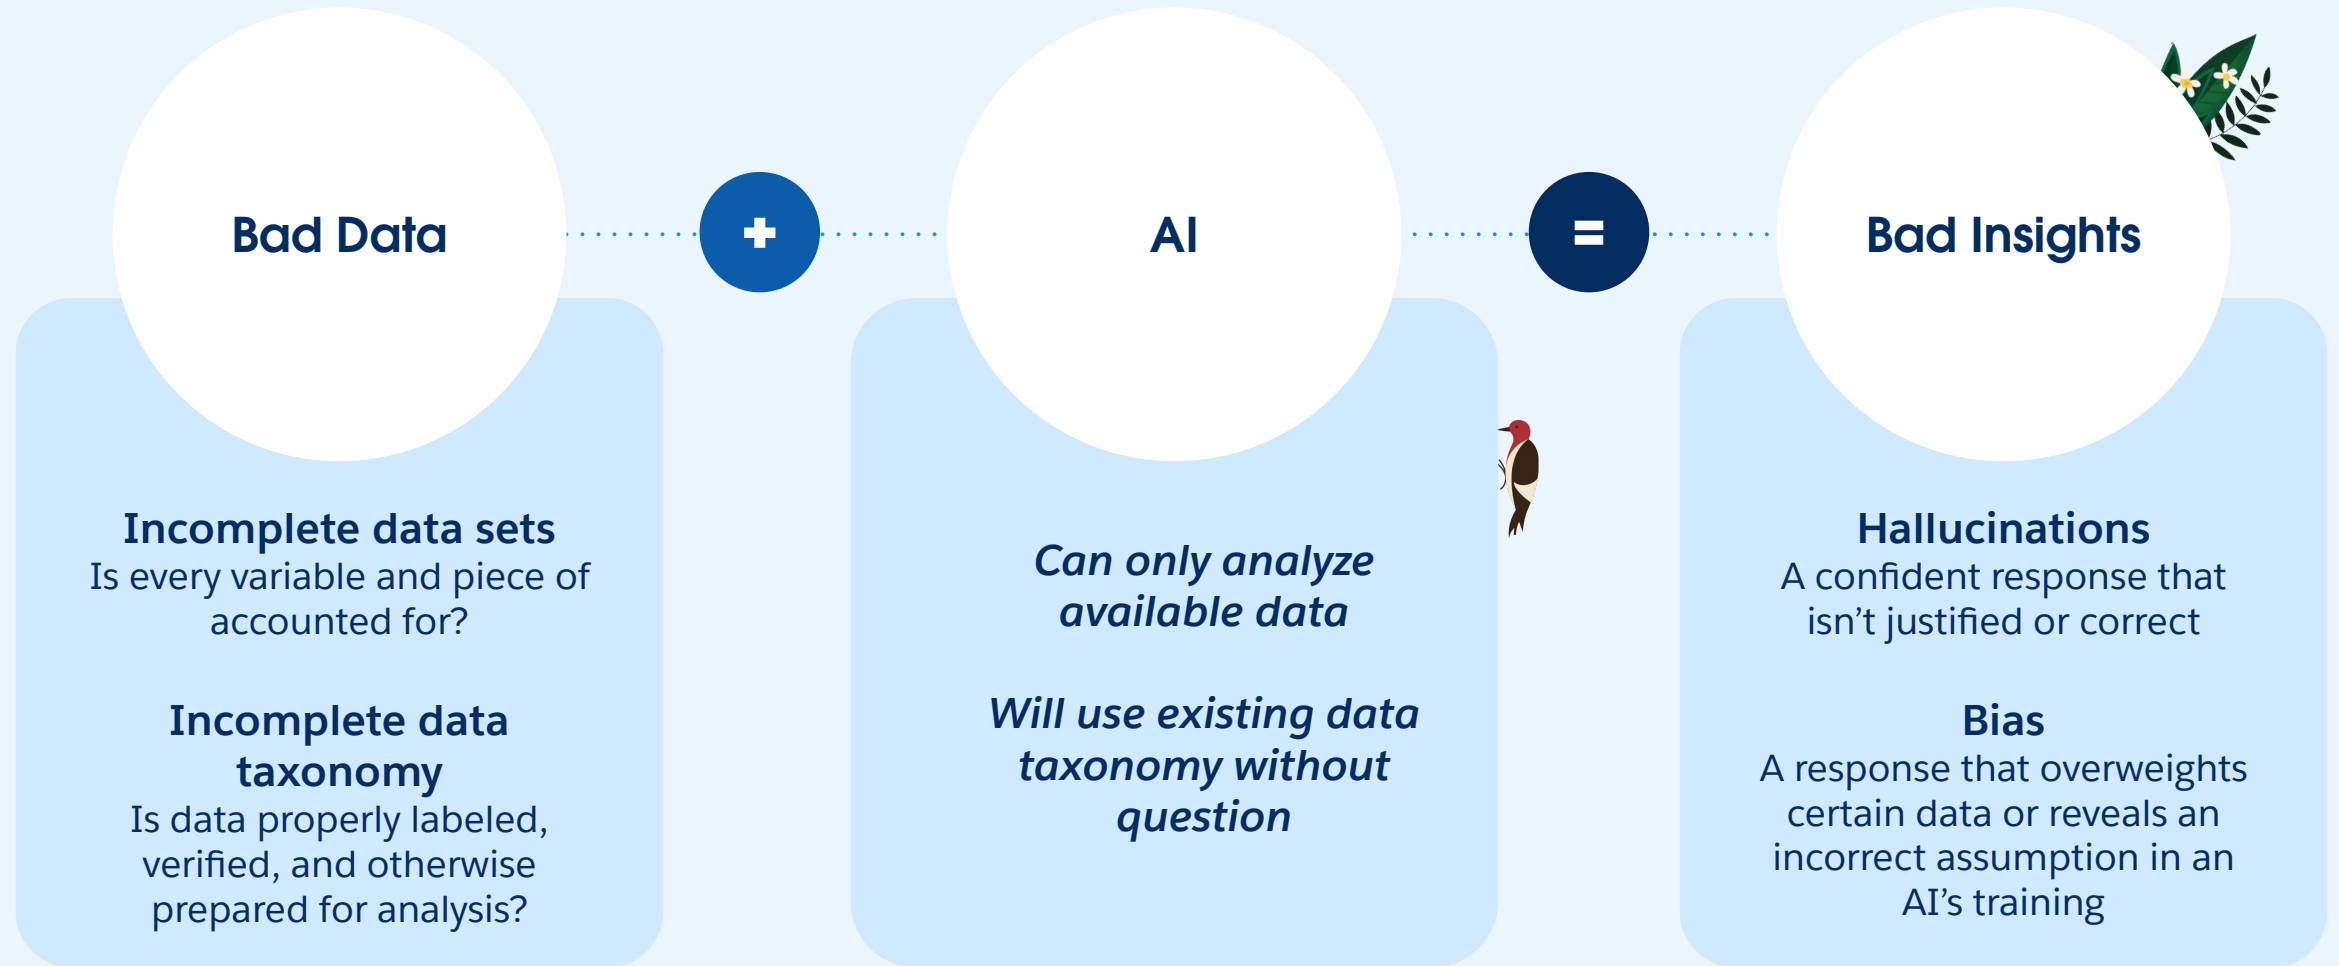 Bad Data
+
AI
=
Bad Insights
Incomplete data sets
Is every variable and piece of
accounted for?
Incomplete data
taxonomy
Is data properly labeled,
verified, and otherwise
prepared for analysis?
Can only analyze
available data
Will use existing data
taxonomy without
question
Hallucinations
A confident response that
isn’t justified or correct
Bias
A response that overweights
certain data or reveals an
incorrect assumption in an
AI’s training